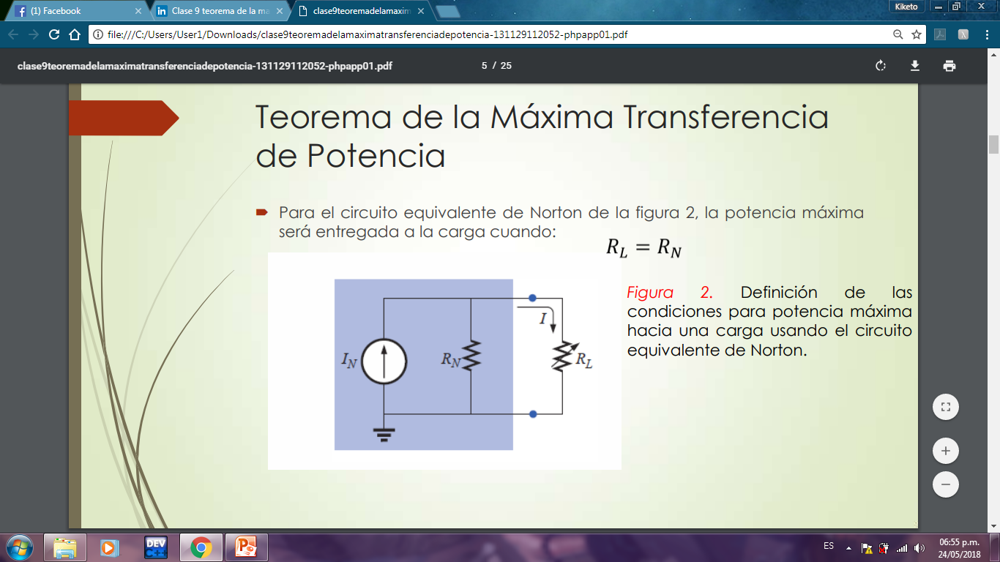 (1) Facebook
Clase 9 teorema de la ma
clase9teoremadelamaxim
Kiketo
file:///C:/Users/User1/Downloads/clase9teoremadelamaximatransferenciadepotencia-131129112052-phpapp01.pdf
clase9teoremadelamaximatransferenciadepotencia-131129112052-phpapp01.pdf
5 / 25
Teorema de la Máxima Transferencia
de Potencia
Para el circuito equivalente de Norton de la figura 2, la potencia máxima
será entregada a la carga cuando:
R_L = R_N
Figura 2. Definición de las
condiciones para potencia máxima
hacia una carga usando el circuito
equivalente de Norton.
I
I_N
R_N
R_L
DEV
C++
ES
06:55 p.m.
24/05/2018